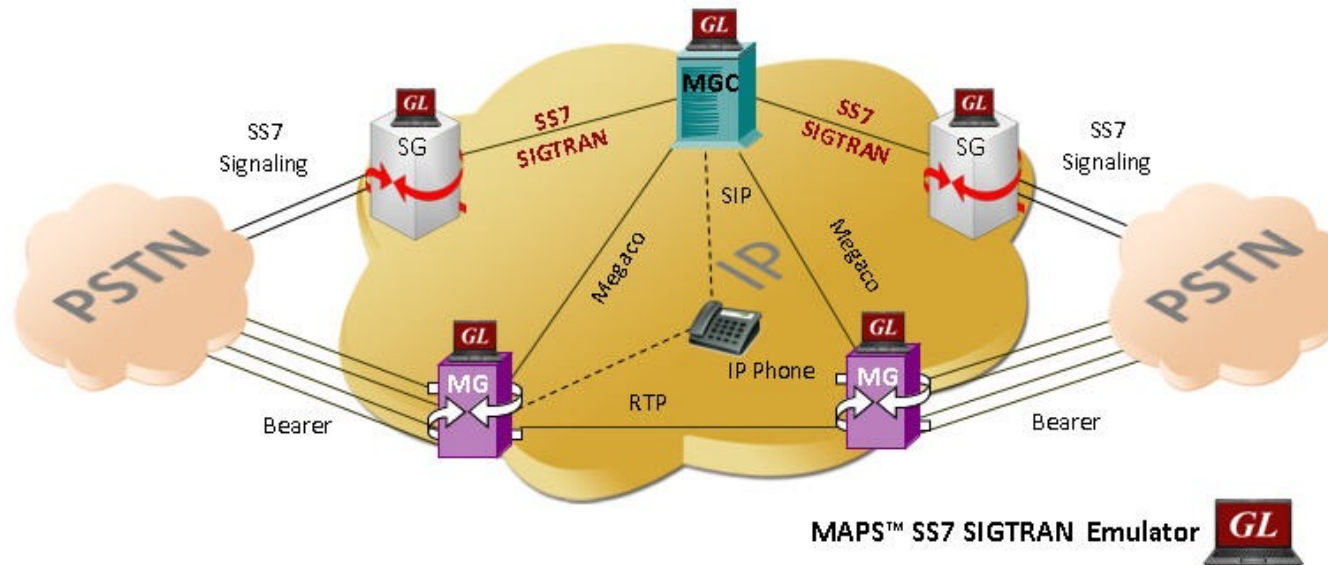 GL
MGC
GL
SG
GL
SG
SS7
Signaling
SS7
SIGTRAN
SS7
SIGTRAN
SS7
Signaling
PSTN
PSTN
SIP
IP
Megaco
Megaco
GL
MG
GL
MG
IP Phone
RTP
Bearer
Bearer
MAPS™ SS7 SIGTRAN Emulator
GL